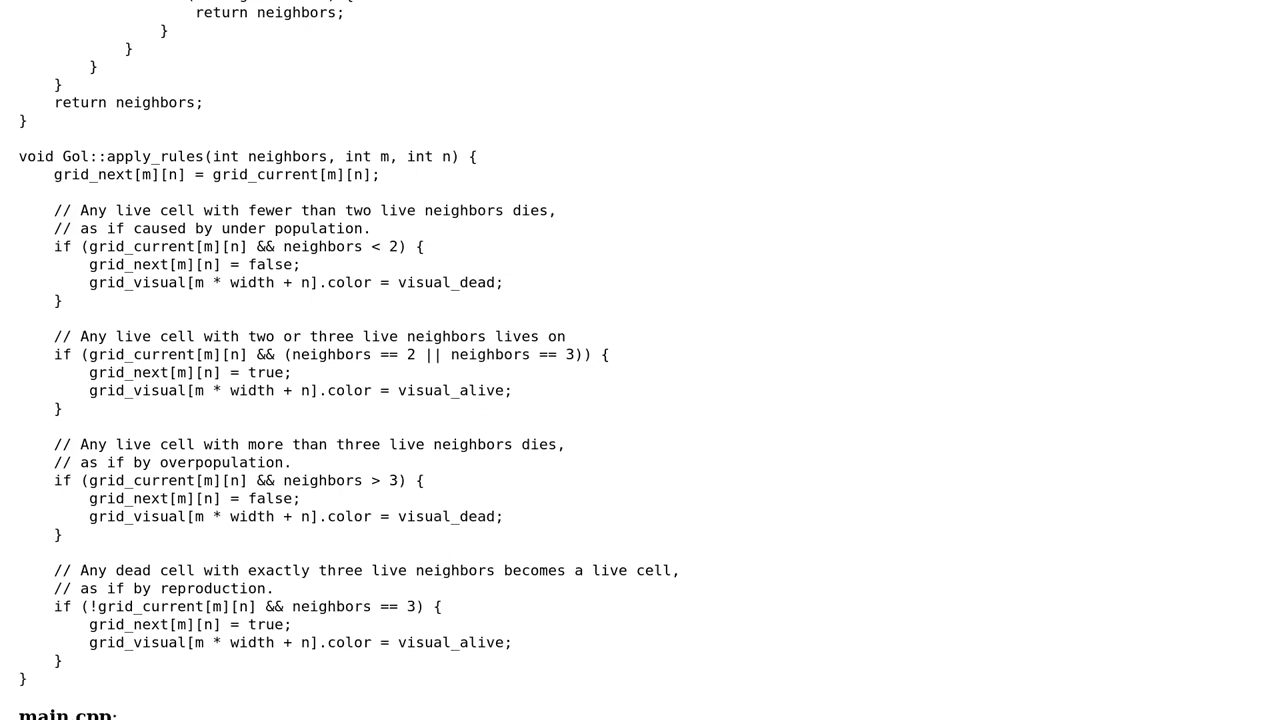 return neighbors;
}
}
}
}
return neighbors;
}
void Gol::apply_rules(int neighbors, int m, int n) {
grid_next[m][n] = grid_current[m][n];
// Any live cell with fewer than two live neighbors dies,
// as if caused by under population.
if (grid_current[m][n] && neighbors < 2) {
grid_next[m][n] = false;
grid_visual[m * width + n].color = visual_dead;
}
// Any live cell with two or three live neighbors lives on
if (grid_current[m][n] && (neighbors == 2 || neighbors == 3)) {
grid_next[m][n] = true;
grid_visual[m * width + n].color = visual_alive;
}
// Any live cell with more than three live neighbors dies,
// as if by overpopulation.
if (grid_current[m][n] && neighbors > 3) {
grid_next[m][n] = false;
grid_visual[m * width + n].color = visual_dead;
}
// Any dead cell with exactly three live neighbors becomes a live cell,
// as if by reproduction.
if (!grid_current[m][n] && neighbors == 3) {
grid_next[m][n] = true;
grid_visual[m * width + n].color = visual_alive;
}
}
main.cpp: